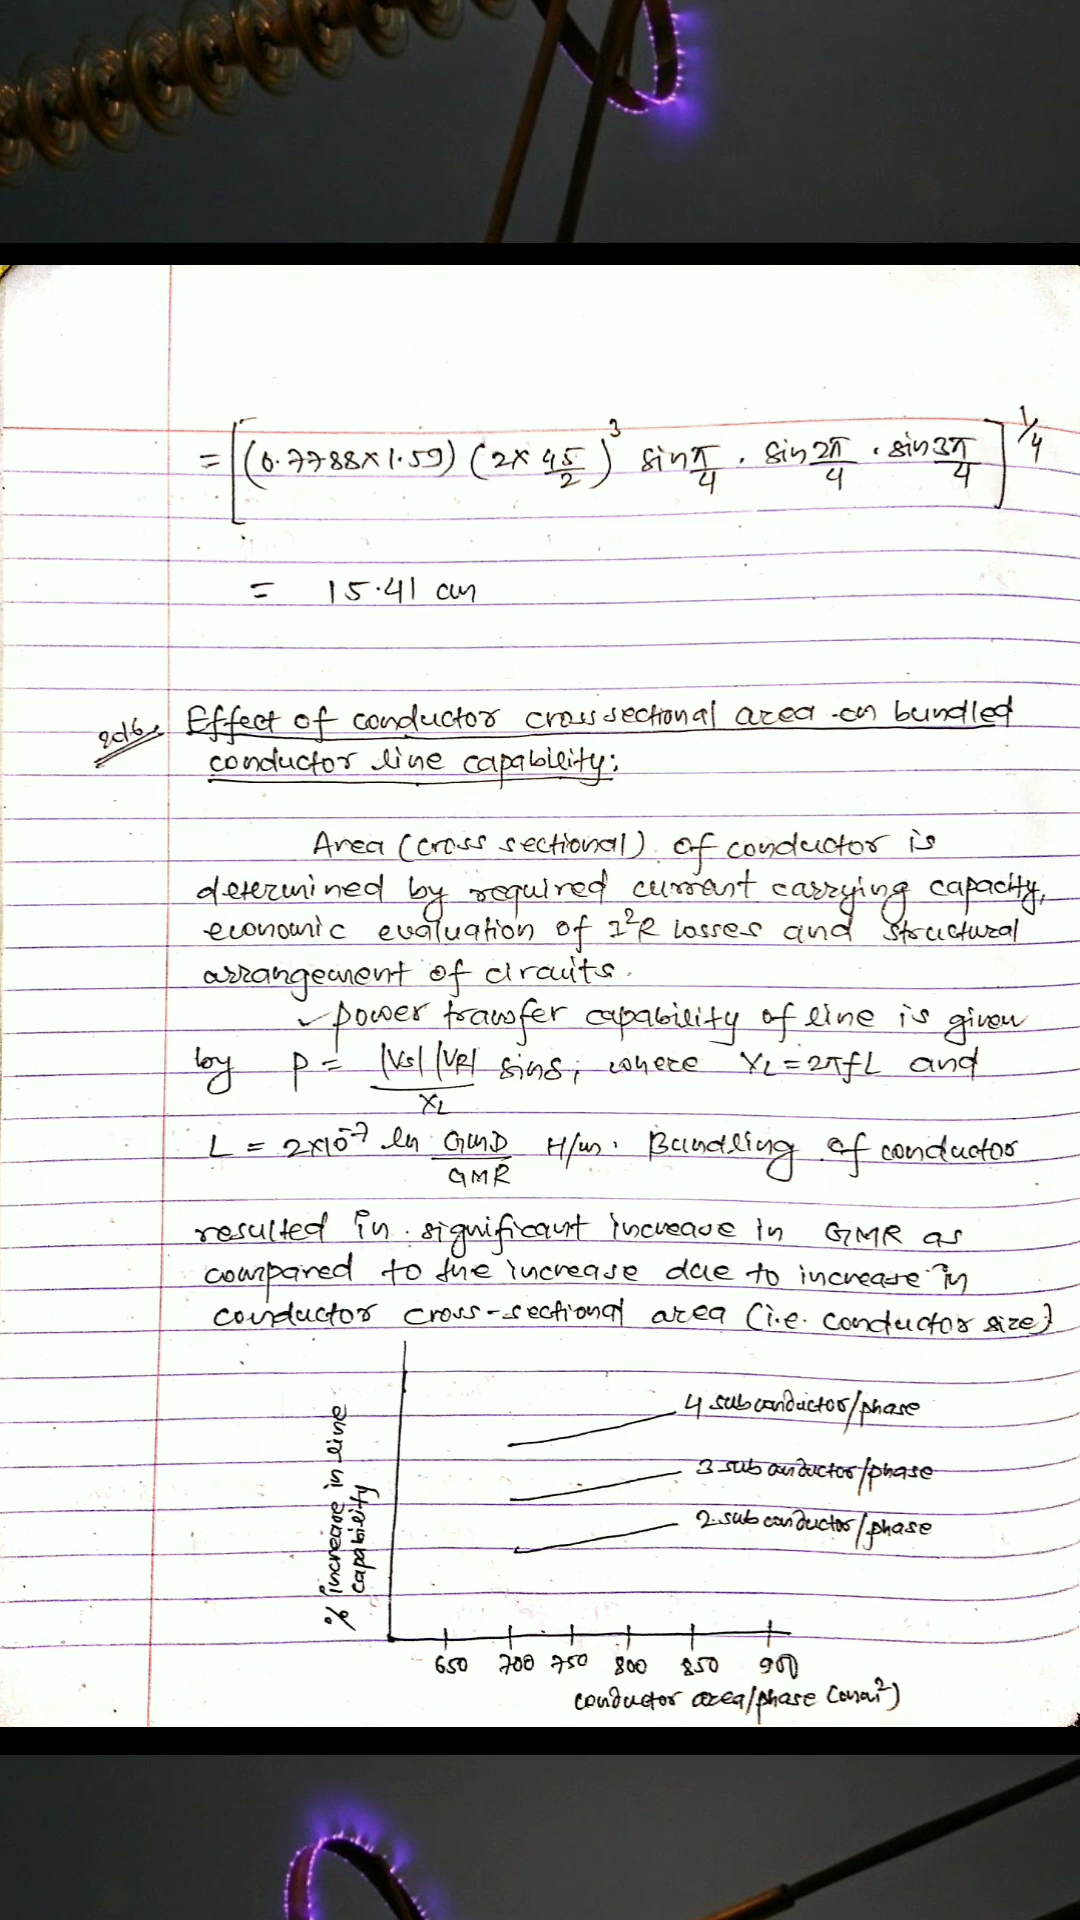 = [(0.7788×1.59) (2×45/2)³ sin π/4 . sin 2π/4 . sin 3π/4]^1/4
= 15.41 cm
2016. Effect of conductor cross sectional area on bundled
conductor line capability:
Area (cross sectional) of conductor is
determined by required current carrying capacity,
economic evaluation of I²R losses and structural
arrangement of circuits.
✓power transfer capability of line is given
by P = |Vs| |VR| / XL sinδ, where XL = 2πfL and
L = 2×10⁻⁷ ln GMD/GMR H/m. Bundling of conductor
resulted in significant increase in GMR as
compared to the increase due to increase in
conductor cross-sectional area (i.e. conductor size)
% increase in line
capability
4 subconductor/phase
3 subconductor/phase
2 subconductor/phase
650 700 750 800 850 900
conductor area/phase (mm²)